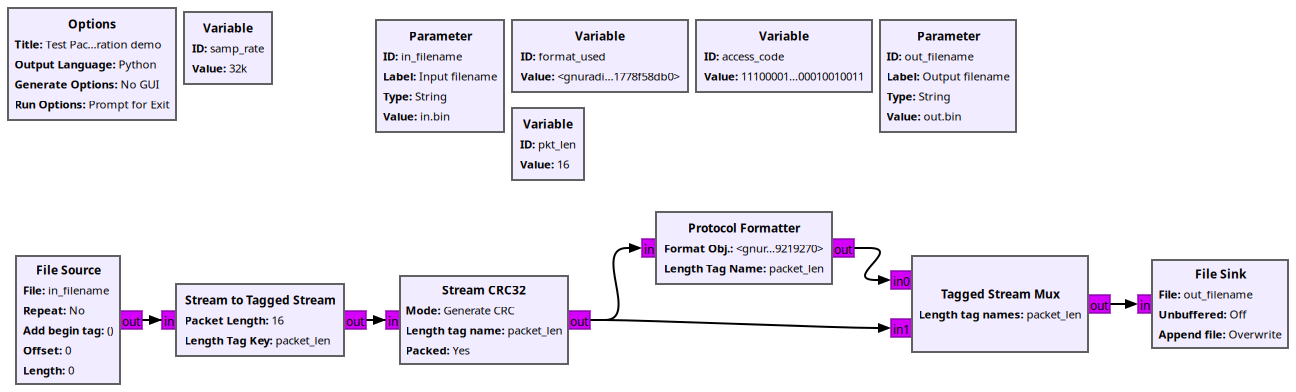 Options
Title: Test Pac...ration demo
Output Language: Python
Generate Options: No GUI
Run Options: Prompt for Exit
Variable
ID: samp_rate
Value: 32k
Parameter
ID: in_filename
Label: Input filename
Type: String
Value: in.bin
Variable
ID: format_used
Value: <gnuradi...1778f58db0>
Variable
ID: access_code
Value: 11100001...00010010011
Parameter
ID: out_filename
Label: Output filename
Type: String
Value: out.bin
Variable
ID: pkt_len
Value: 16
File Source
File: in_filename
Repeat: No
Add begin tag: ()
Offset: 0
Length: 0
out
in
Stream to Tagged Stream
Packet Length: 16
Length Tag Key: packet_len
out
in
Stream CRC32
Mode: Generate CRC
Length tag name: packet_len
Packed: Yes
out
in
Protocol Formatter
Format Obj.: <gnur...9219270>
Length Tag Name: packet_len
out
in0
in1
Tagged Stream Mux
Length tag names: packet_len
out
in
File Sink
File: out_filename
Unbuffered: Off
Append file: Overwrite